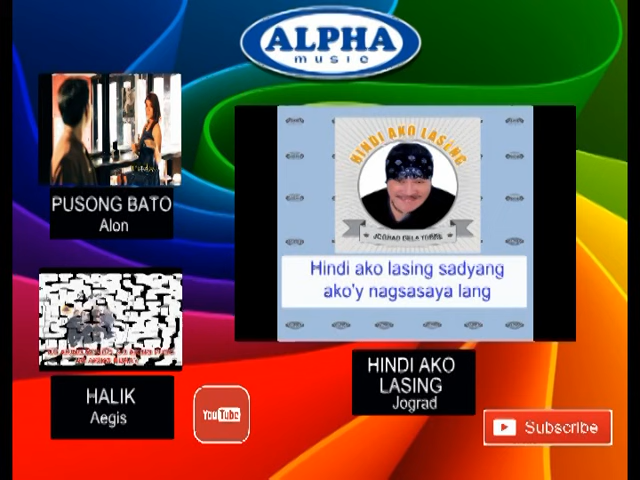 ALPHA
music
HINDI AKO LASING
JOGRAD DELA TORRE
PUSONG BATO
Alon
Hindi ako lasing sadyang
ako'y nagsasaya lang
HALIK
Aegis
HINDI AKO
LASING
Jograd
YouTube
Subscribe